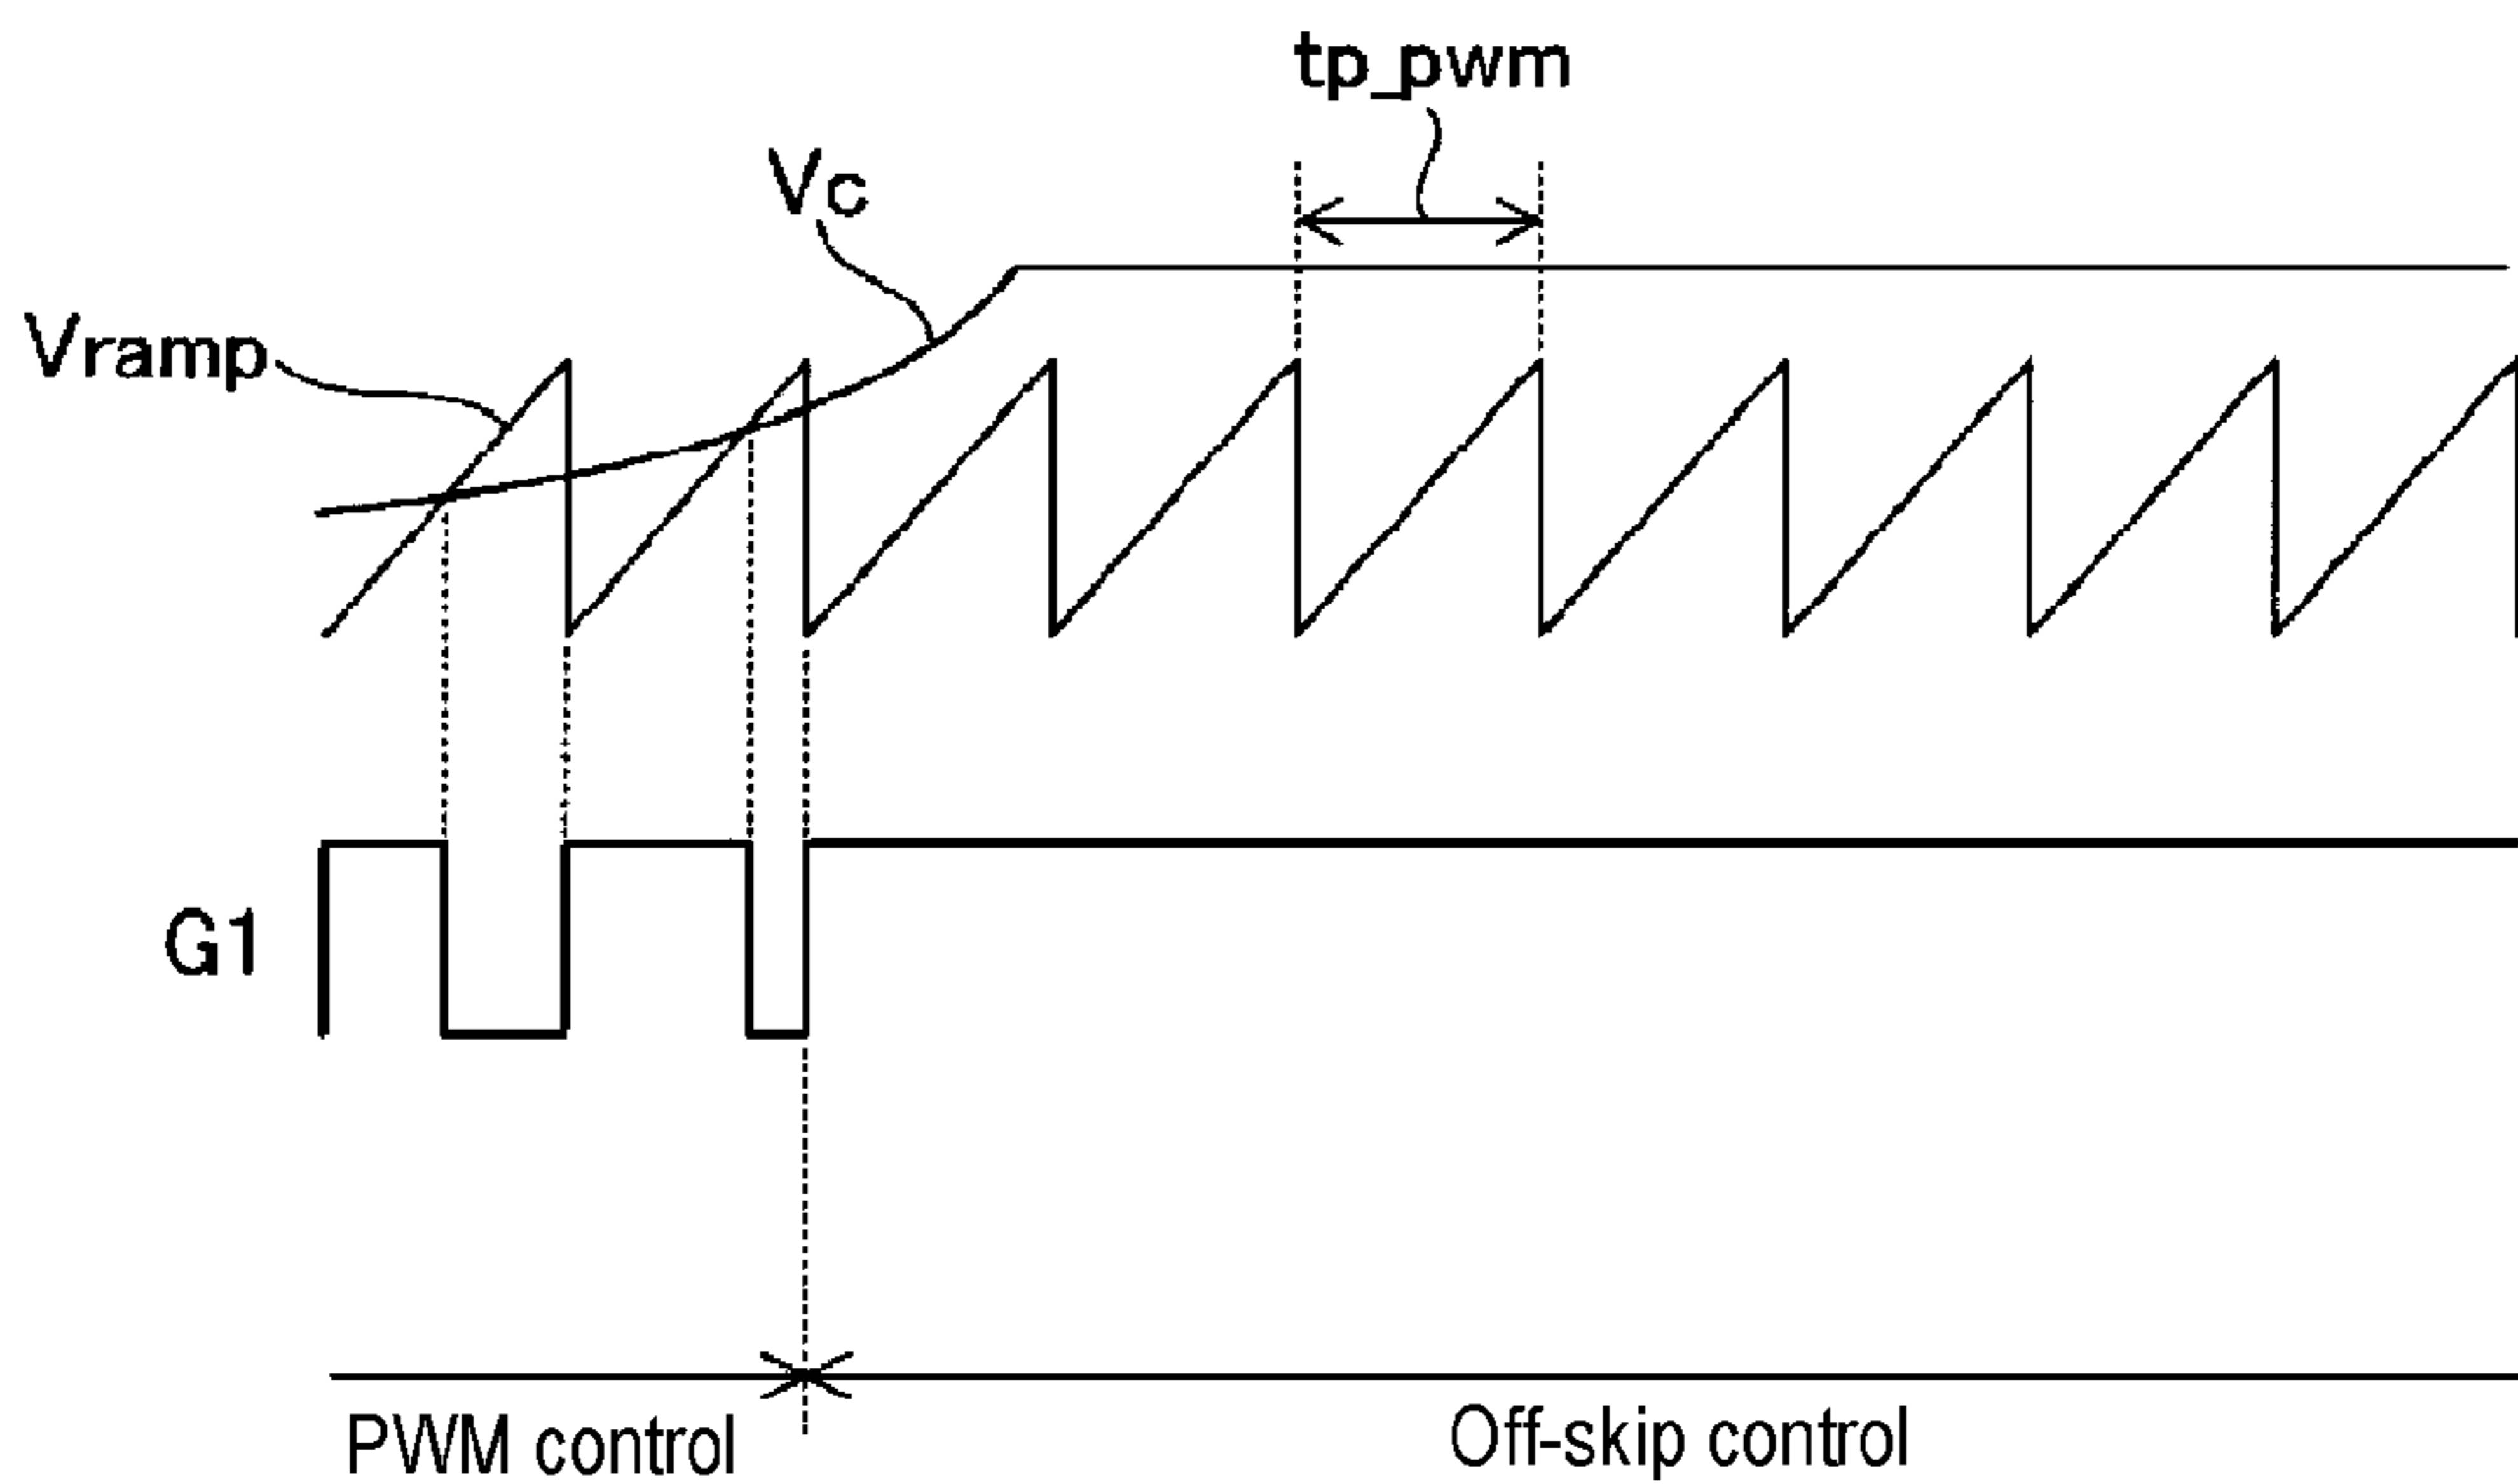 tp_pwm
Vc
Vramp
G1
PWM control
Off-skip control